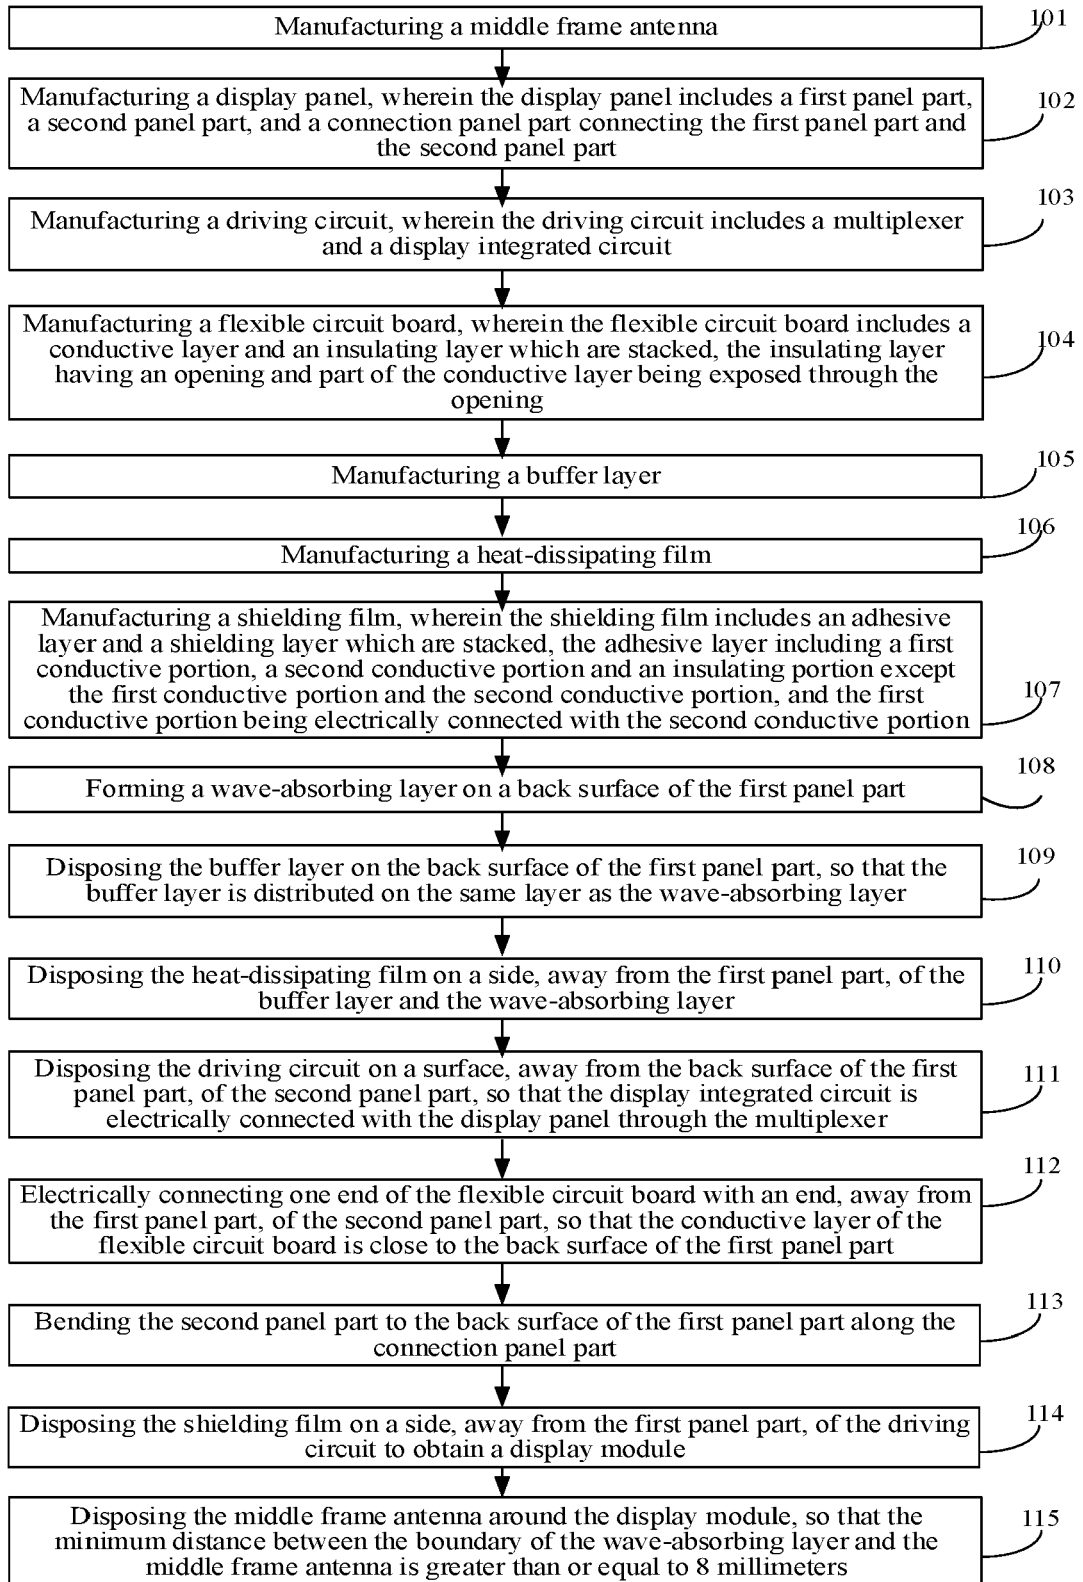 Manufacturing a middle frame antenna
101
Manufacturing a display panel, wherein the display panel includes a first panel part,
a second panel part, and a connection panel part connecting the first panel part and
the second panel part
102
Manufacturing a driving circuit, wherein the driving circuit includes a multiplexer
and a display integrated circuit
103
Manufacturing a flexible circuit board, wherein the flexible circuit board includes a
conductive layer and an insulating layer which are stacked, the insulating layer
having an opening and part of the conductive layer being exposed through the
opening
104
Manufacturing a buffer layer
105
Manufacturing a heat-dissipating film
106
Manufacturing a shielding film, wherein the shielding film includes an adhesive
layer and a shielding layer which are stacked, the adhesive layer including a first
conductive portion, a second conductive portion and an insulating portion except
the first conductive portion and the second conductive portion, and the first
conductive portion being electrically connected with the second conductive portion
107
Forming a wave-absorbing layer on a back surface of the first panel part
108
Disposing the buffer layer on the back surface of the first panel part, so that the
buffer layer is distributed on the same layer as the wave-absorbing layer
109
Disposing the heat-dissipating film on a side, away from the first panel part, of the
buffer layer and the wave-absorbing layer
110
Disposing the driving circuit on a surface, away from the back surface of the first
panel part, of the second panel part, so that the display integrated circuit is
electrically connected with the display panel through the multiplexer
111
Electrically connecting one end of the flexible circuit board with an end, away from
the first panel part, of the second panel part, so that the conductive layer of the
flexible circuit board is close to the back surface of the first panel part
112
Bending the second panel part to the back surface of the first panel part along the
connection panel part
113
Disposing the shielding film on a side, away from the first panel part, of the driving
circuit to obtain a display module
114
Disposing the middle frame antenna around the display module, so that the
minimum distance between the boundary of the wave-absorbing layer and the
middle frame antenna is greater than or equal to 8 millimeters
115